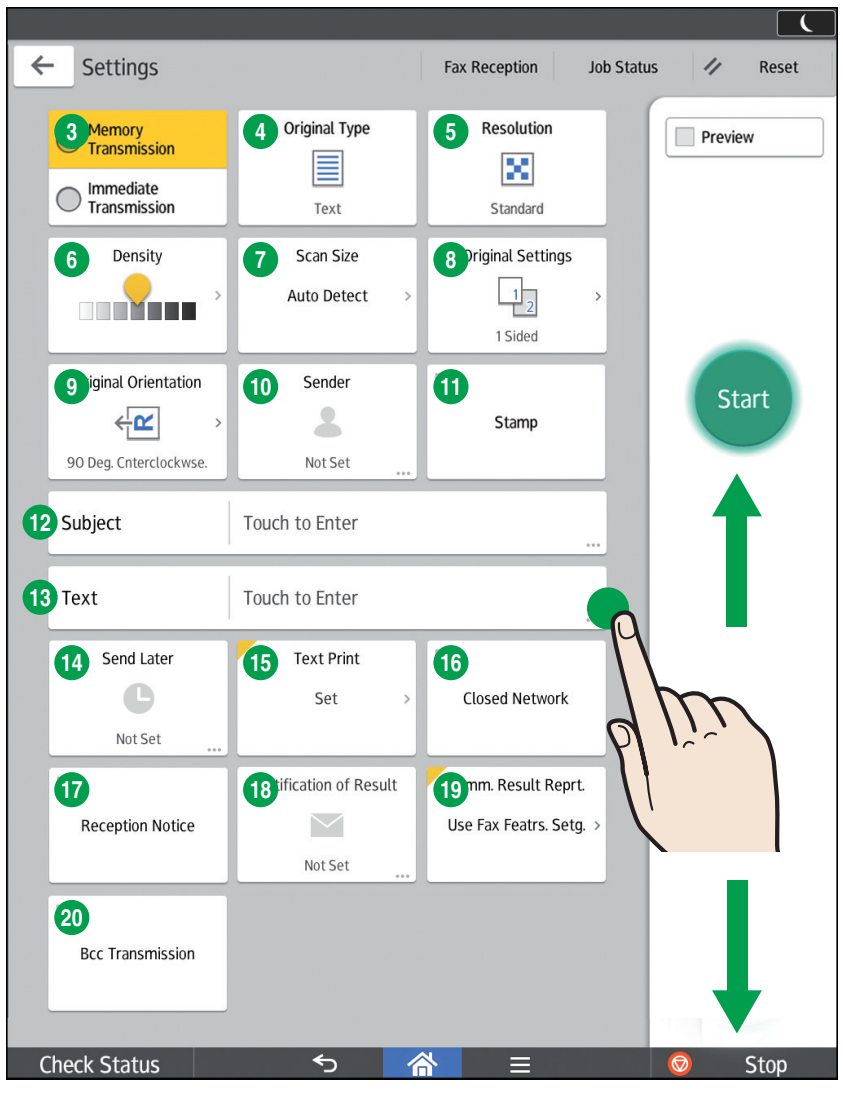 Settings
Fax Reception
Job Status
Reset
3
Memory
Transmission
Immediate
Transmission
4
Original Type
Text
5
Resolution
Standard
Preview
6
Density
7
Scan Size
Auto Detect
8
Original Settings
1
2
1 Sided
9
iginal Orientation
R
90 Deg. Cnterclockwse.
10
Sender
Not Set
...
11
Stamp
Start
12
Subject
Touch to Enter
...
13
Text
Touch to Enter
14
Send Later
Not Set
...
15
Text Print
Set
16
Closed Network
17
Reception Notice
18
tification of Result
Not Set
...
19
mm. Result Reprt.
Use Fax Featrs. Setg.
20
Bcc Transmission
Check Status
Stop